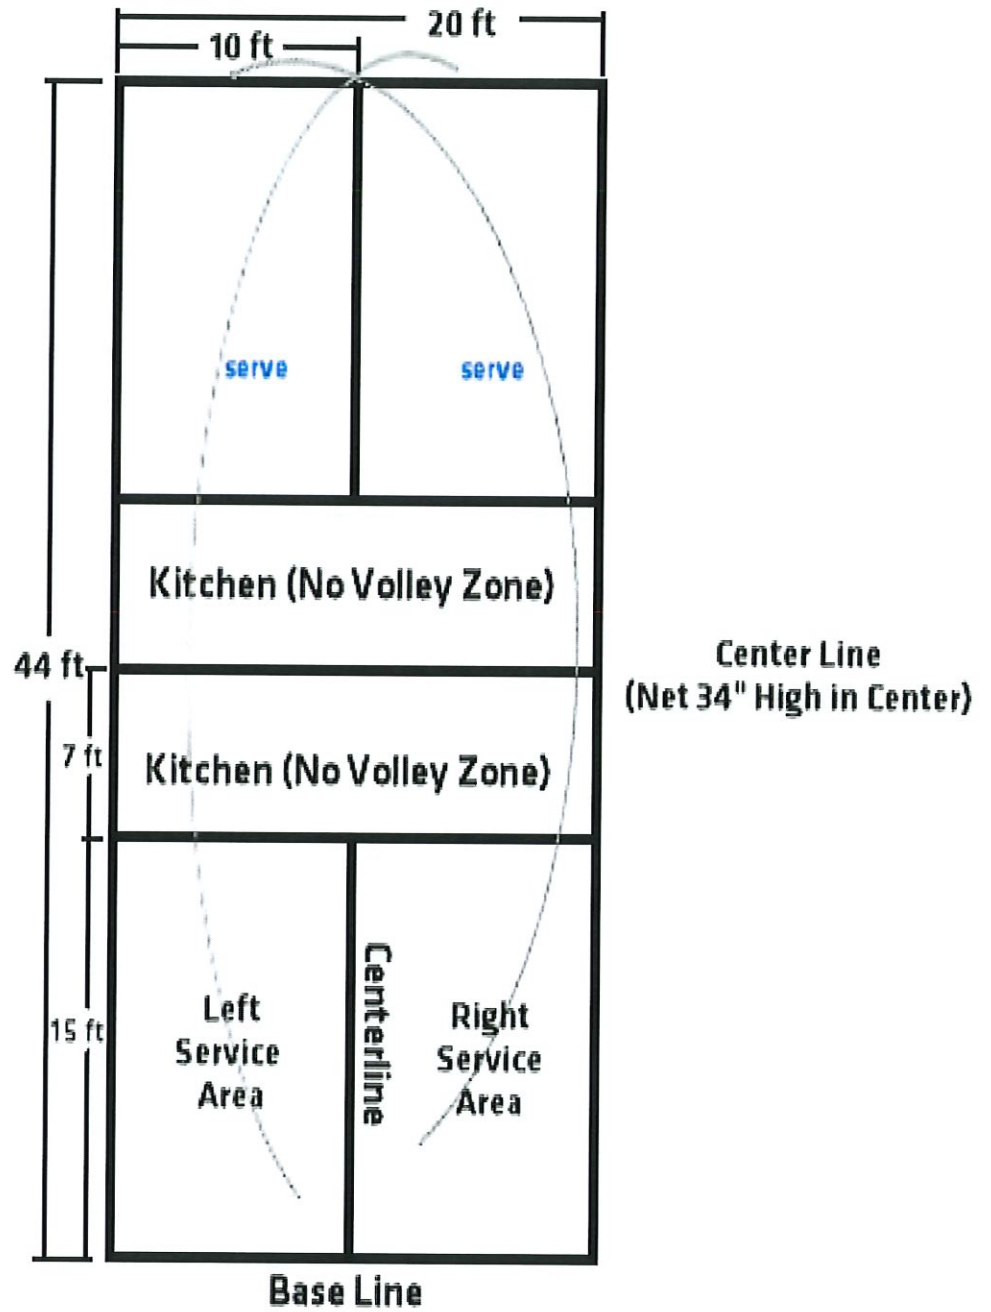 20 ft
10 ft
serve
serve
Kitchen (No Volley Zone)
44 ft
Center Line
(Net 34" High in Center)
7 ft
Kitchen (No Volley Zone)
15 ft
Left
Service
Area
Centerline
Right
Service
Area
Base Line